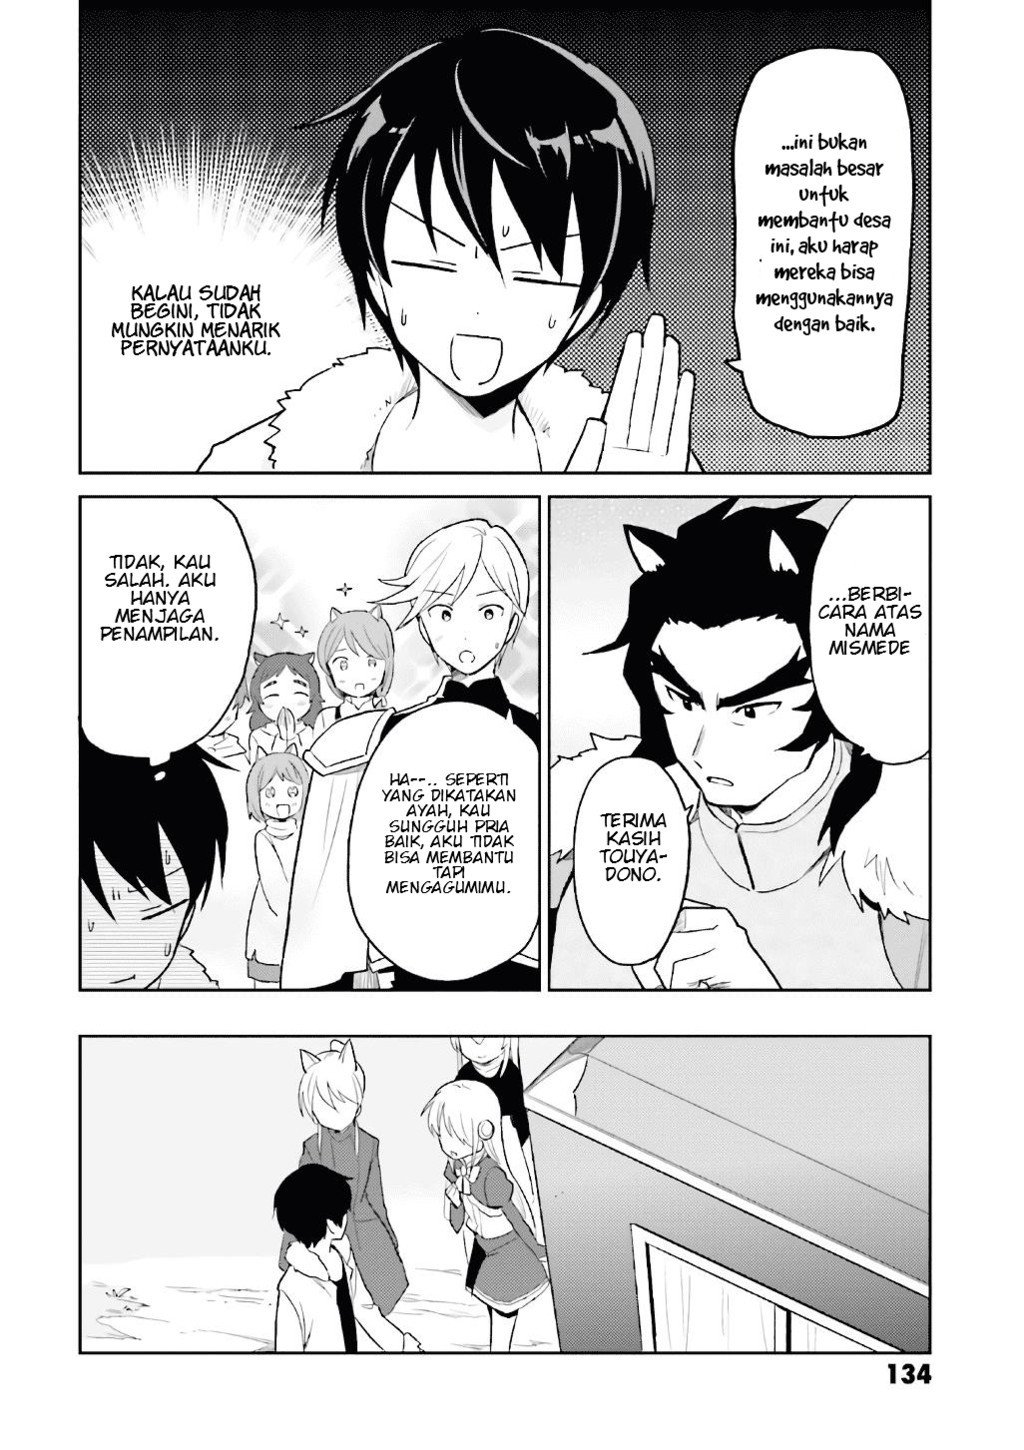 ...ini bukan
masalah besar
untuk
membantu desa
ini, aku harap
mereka bisa
menggunakannya
dengan baik.
KALAU SUDAH
BEGINI, TIDAK
MUNGKIN MENARIK
PERNYATAANKU.
...BERBI-
CARA ATAS
NAMA
MISMEDE
TERIMA
KASIH
TOUYA-
DONO.
HA--.. SEPERTI
YANG DIKATAKAN
AYAH, KAU
SUNGGUH PRIA
BAIK, AKU TIDAK
BISA MEMBANTU
TAPI
MENGAGUMIMU.
TIDAK, KAU
SALAH. AKU
HANYA
MENJAGA
PENAMPILAN.
134